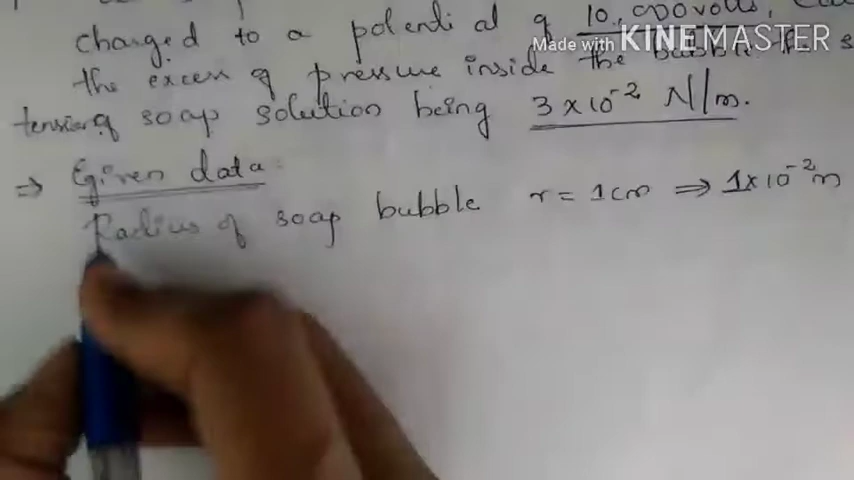 charged to a potential of 10,000 volts.
Made with KINEMASTER
the excess of pressure inside the bubble
tension of soap solution being 3 x 10⁻² N/m.
⇒ Given data
Radius of soap bubble r = 1cm ⇒ 1x10⁻² m